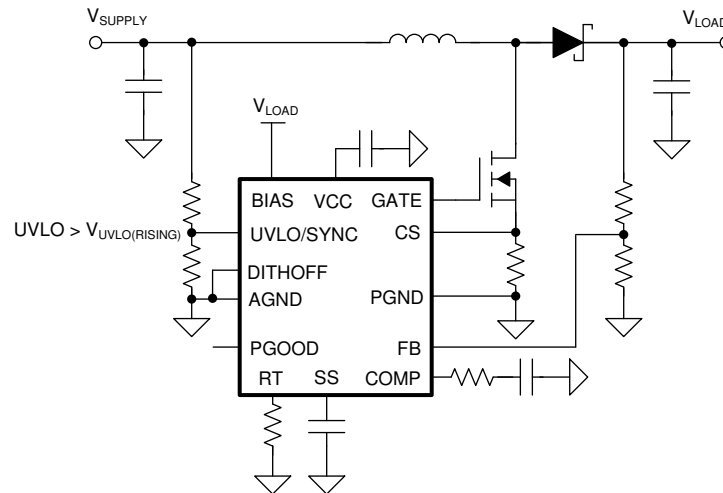 VSUPPLY
VLOAD
VLOAD
BIAS VCC GATE
UVLO > VUVLO(RISING)
UVLO/SYNC CS
DITHOFF
AGND PGND
PGOOD FB
RT SS COMP